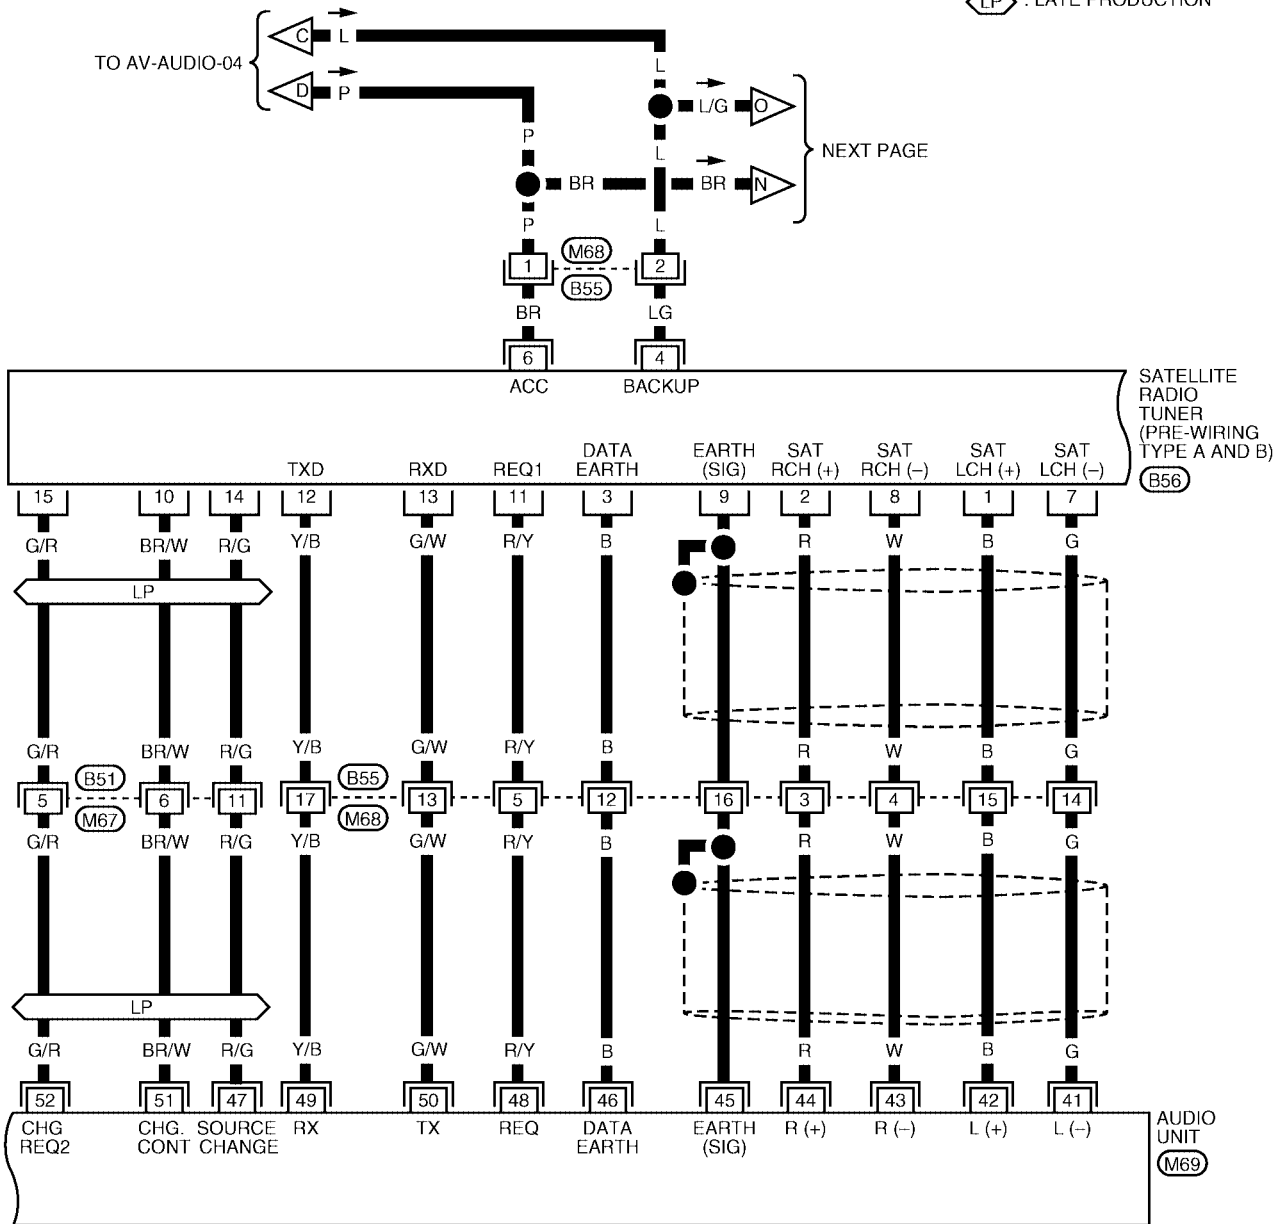 LP : LATE PRODUCTION
C L
TO AV-AUDIO-04
D P
L
L/G O
P
L
NEXT PAGE
BR BR N
P L
1 M68 2
B55
BR LG
6 4
ACC BACKUP
SATELLITE
RADIO
TUNER
(PRE-WIRING
TYPE A AND B)
B56
TXD RXD REQ1 DATA EARTH EARTH (SIG) SAT RCH (+) SAT RCH (–) SAT LCH (+) SAT LCH (–)
15 10 14 12 13 11 3 9 2 8 1 7
G/R BR/W R/G Y/B G/W R/Y B R W B G
LP
G/R BR/W R/G Y/B G/W R/Y B R W B G
B51 B55
5 6 11 17 13 5 12 16 3 4 15 14
M67 M68
G/R BR/W R/G Y/B G/W R/Y B R W B G
LP
G/R BR/W R/G Y/B G/W R/Y B R W B G
52 51 47 49 50 48 46 45 44 43 42 41
CHG REQ2 CHG. CONT SOURCE CHANGE RX TX REQ DATA EARTH EARTH (SIG) R (+) R (–) L (+) L (–)
AUDIO
UNIT
M69